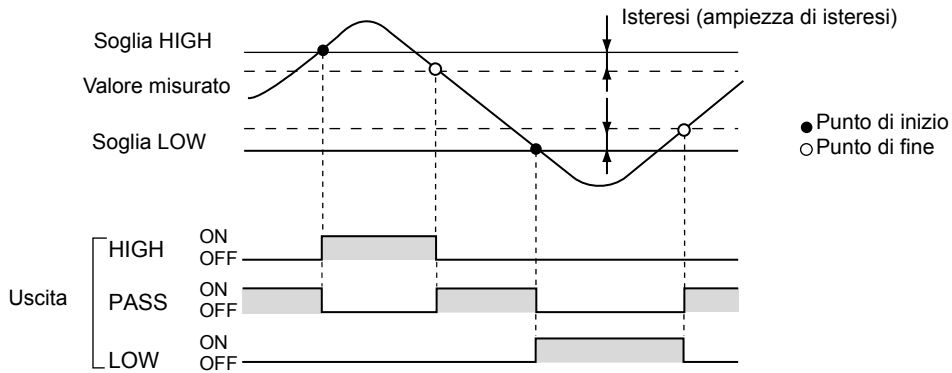 Isteresi (ampiezza di isteresi)
Soglia HIGH
Valore misurato
Soglia LOW
Punto di inizio
Punto di fine
Uscita
HIGH
ON
OFF
PASS
ON
OFF
LOW
ON
OFF